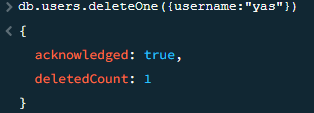 > db.users.deleteOne({username:"yas"})
< {
acknowledged: true,
deletedCount: 1
}